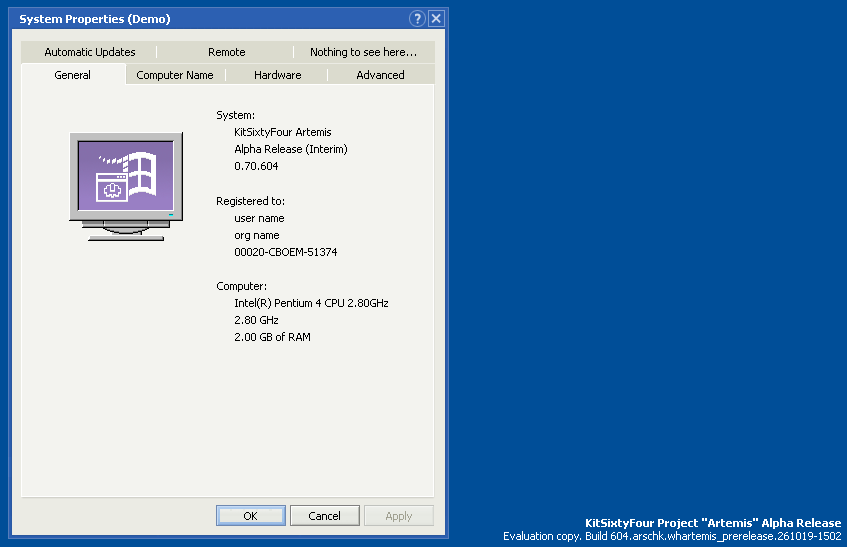 System Properties (Demo)
Automatic Updates
Remote
Nothing to see here...
General
Computer Name
Hardware
Advanced
System:
KitSixtyFour Artemis
Alpha Release (Interim)
0.70.604
Registered to:
user name
org name
00020-CBOEM-51374
Computer:
Intel(R) Pentium 4 CPU 2.80GHz
2.80 GHz
2.00 GB of RAM
OK
Cancel
Apply
KitSixtyFour Project "Artemis" Alpha Release
Evaluation copy. Build 604.arschk.whartemis_prerelease.261019-1502